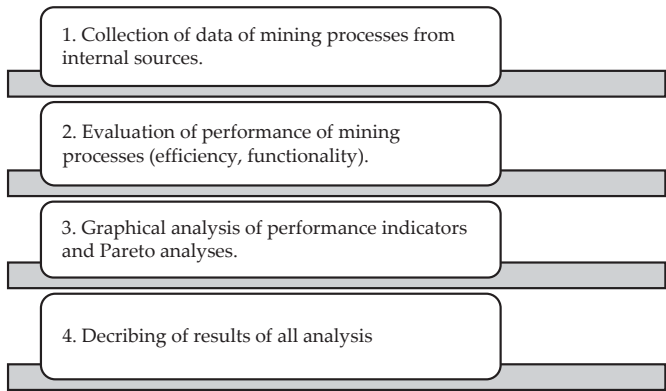 1. Collection of data of mining processes from
internal sources.
2. Evaluation of performance of mining
processes (efficiency, functionality).
3. Graphical analysis of performance indicators
and Pareto analyses.
4. Decribing of results of all analysis